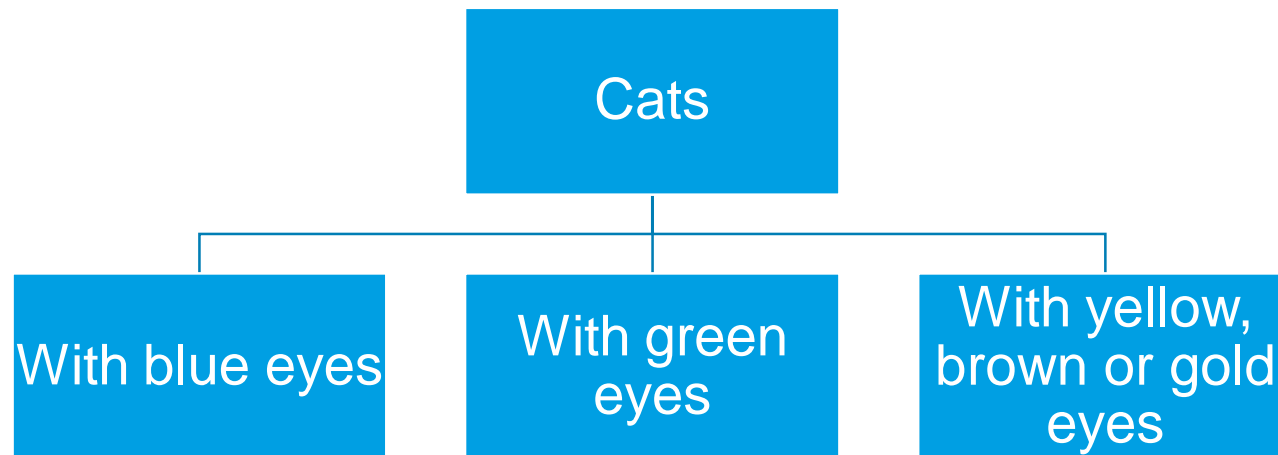 Cats
With blue eyes
With green
eyes
With yellow,
brown or gold
eyes